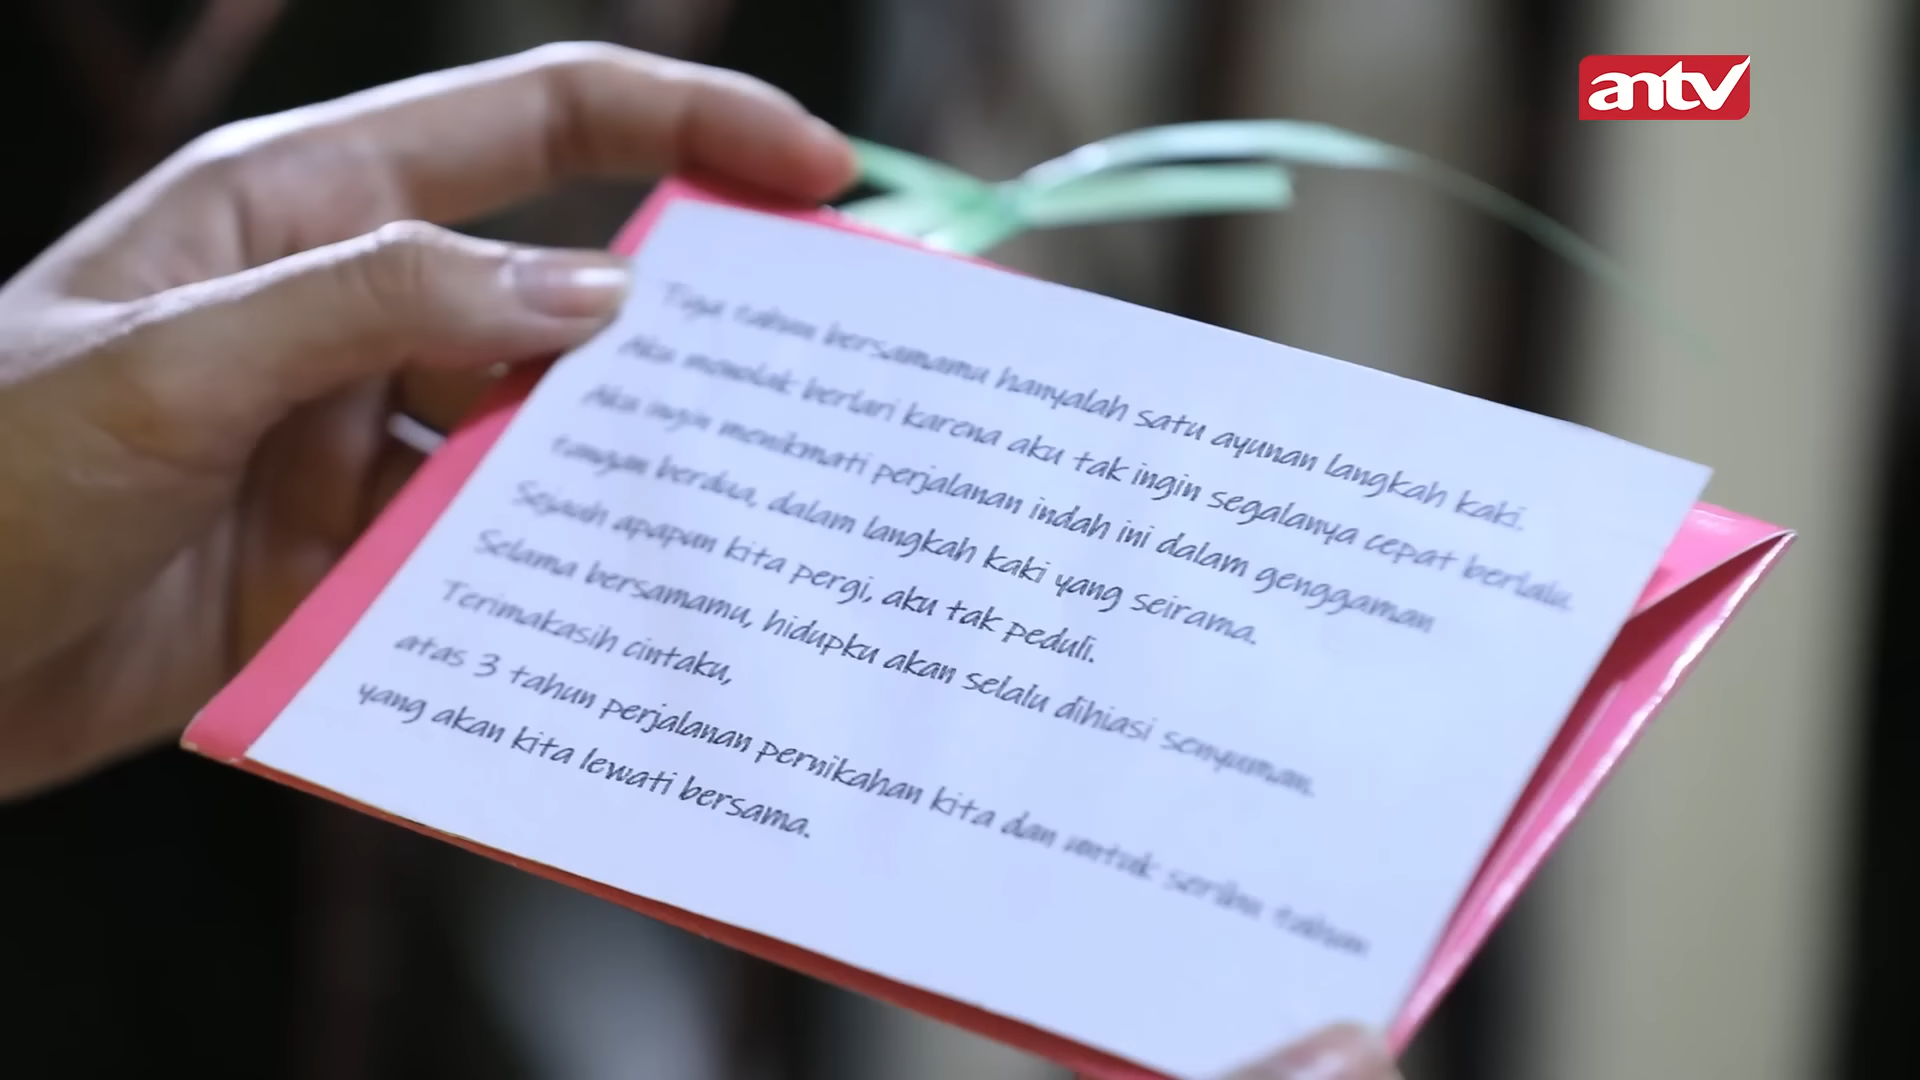 antv
Tiga tahun bersamamu hanyalah satu ayunan langkah kaki.
Aku menolak berlari karena aku tak ingin segalanya cepat berlalu.
Aku ingin menikmati perjalanan indah ini dalam genggaman
tangan berdua, dalam langkah kaki yang seirama.
Sejauh apapun kita pergi, aku tak peduli.
Selama bersamamu, hidupku akan selalu dihiasi senyuman.
Terimakasih cintaku,
atas 3 tahun perjalanan pernikahan kita dan untuk seribu tahun
yang akan kita lewati bersama.